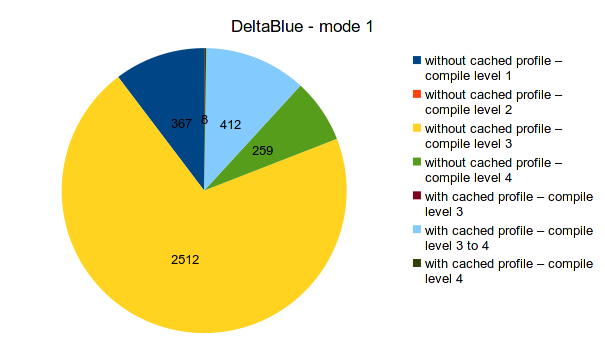 DeltaBlue - mode 1
without cached profile –
compile level 1
without cached profile –
compile level 2
without cached profile –
compile level 3
without cached profile –
compile level 4
with cached profile – compile
level 3
with cached profile – compile
level 3 to 4
with cached profile – compile
level 4
367
8
412
259
2512